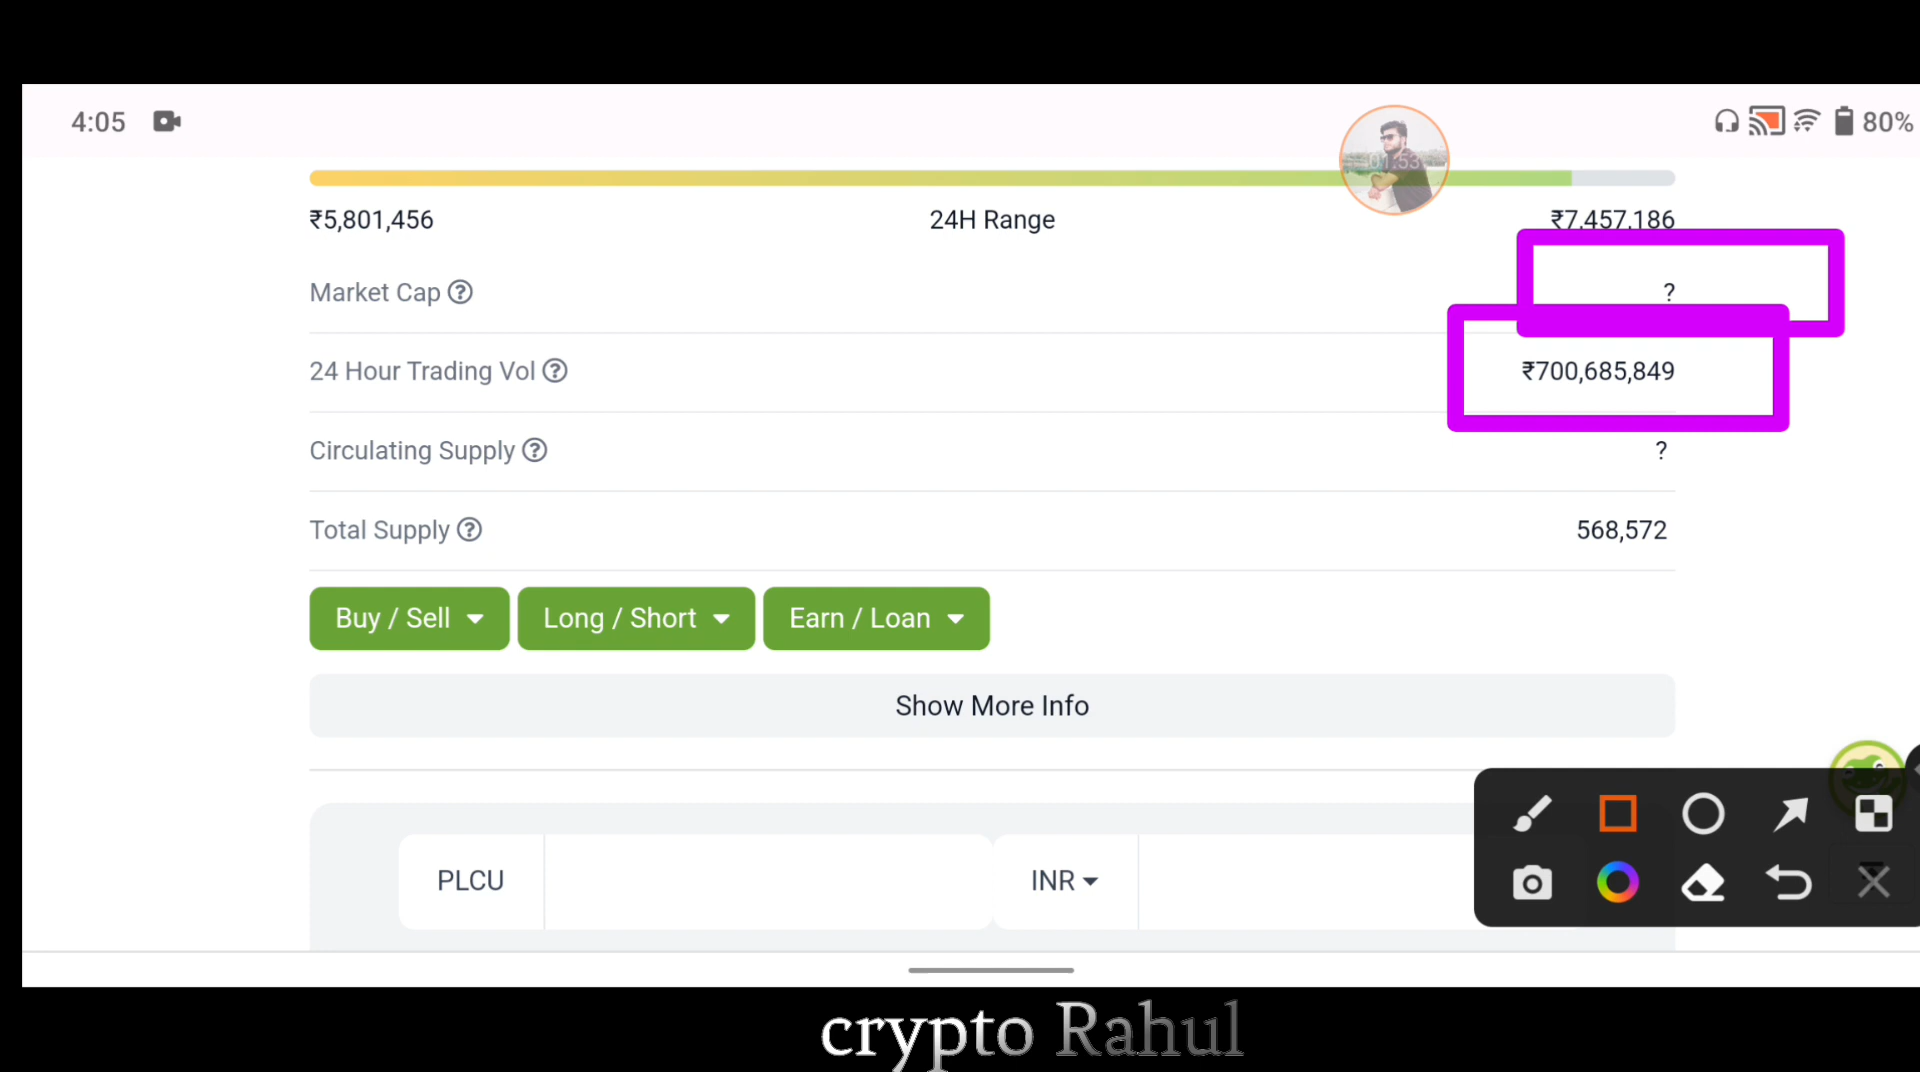 4:05
80%
01:53
₹5,801,456 24H Range ₹7,457,186
Market Cap ? ?
24 Hour Trading Vol ? ₹700,685,849
Circulating Supply ? ?
Total Supply ? 568,572
Buy / Sell Long / Short Earn / Loan
Show More Info
PLCU INR
crypto Rahul